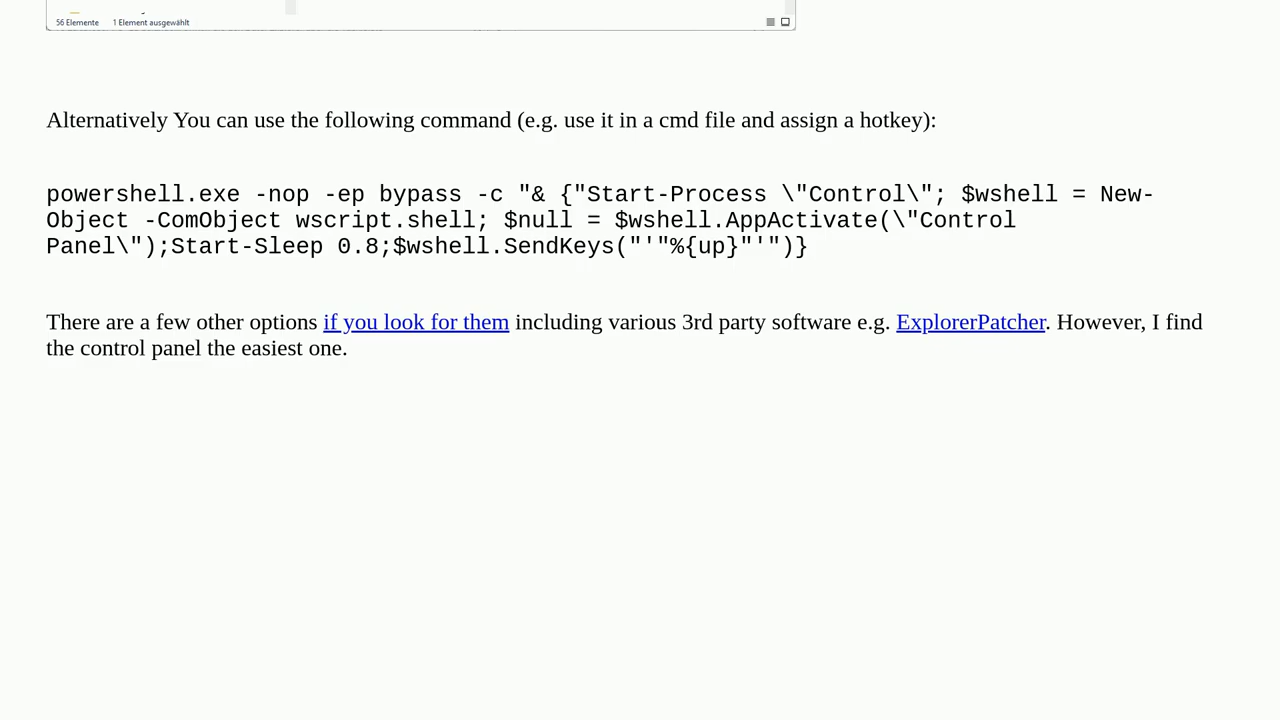 56 Elemente 1 Element ausgewählt
Alternatively You can use the following command (e.g. use it in a cmd file and assign a hotkey):
powershell.exe -nop -ep bypass -c "& {"Start-Process \"Control\"; $wshell = New-
Object -ComObject wscript.shell; $null = $wshell.AppActivate(\"Control
Panel\");Start-Sleep 0.8;$wshell.SendKeys("'"%{up}"'")}
There are a few other options if you look for them including various 3rd party software e.g. ExplorerPatcher. However, I find
the control panel the easiest one.